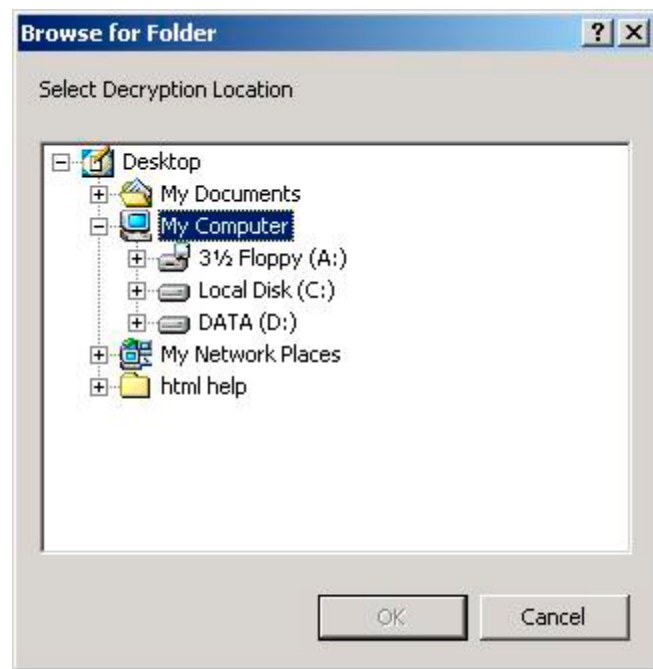 Browse for Folder
Select Decryption Location
Desktop
My Documents
My Computer
3½ Floppy (A:)
Local Disk (C:)
DATA (D:)
My Network Places
html help
OK Cancel